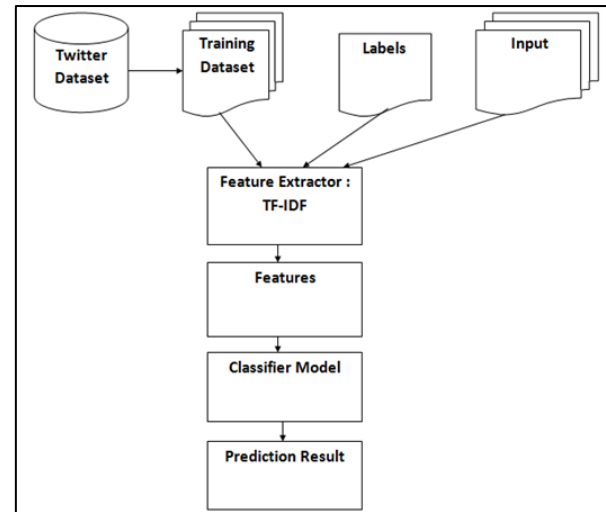 Twitter
Dataset
Training
Dataset
Labels
Input
Feature Extractor :
TF-IDF
Features
Classifier Model
Prediction Result